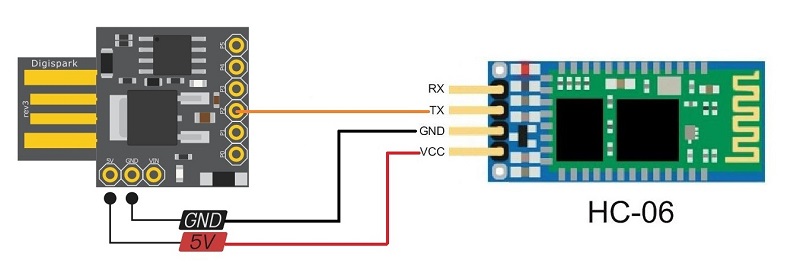 Digispark
rev3
P5
P4
P3
P2
P1
P0
5V GND VIN
GND
5V
RX
TX
GND
VCC
HC-06